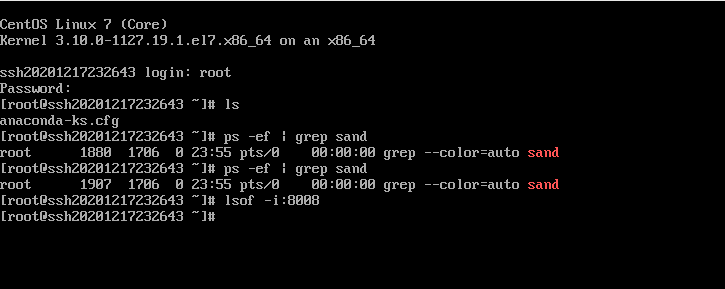 CentOS Linux 7 (Core)
Kernel 3.10.0-1127.19.1.el7.x86_64 on an x86_64
ssh20201217232643 login: root
Password:
[root@ssh20201217232643 ~]# ls
anaconda-ks.cfg
[root@ssh20201217232643 ~]# ps -ef | grep sand
root      1880  1706  0 23:55 pts/0    00:00:00 grep --color=auto sand
[root@ssh20201217232643 ~]# ps -ef | grep sand
root      1907  1706  0 23:55 pts/0    00:00:00 grep --color=auto sand
[root@ssh20201217232643 ~]# lsof -i:8008
[root@ssh20201217232643 ~]#